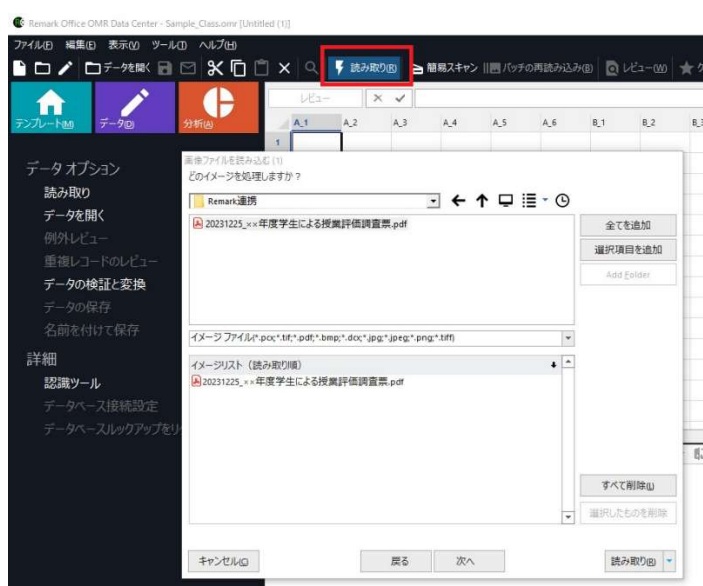 Remark Office OMR Data Center - Sample_Class.omr [Untitled (1)]
ファイル(F) 編集(E) 表示(V) ツール(T) ヘルプ(H)
データを開く 読み取り(R) 簡易スキャン バッチの再読み込み(B) レビュー(W)
テンプレート(M) データ(D) 分析(A)
レビュー
A_1 A_2 A_3 A_4 A_5 A_6 B_1 B_2
1
データ オプション
読み取り
データを開く
例外レビュー
重複レコードのレビュー
データの検証と変換
データの保存
名前を付けて保存
詳細
認識ツール
データベース接続設定
データベースルックアップをリ
画像ファイルを読み込む (1)
どのイメージを処理しますか ?
Remark連携
20231225_××年度学生による授業評価調査票.pdf
全てを追加
選択項目を追加
Add Folder
イメージ ファイル(*.pcx;*.tif;*.pdf;*.bmp;*.dcx;*.jpg;*.jpeg;*.png;*.tiff)
イメージリスト (読み取り順)
20231225_××年度学生による授業評価調査票.pdf
すべて削除(L)
選択したものを削除
キャンセル(C) 戻る 次へ 読み取り(R)